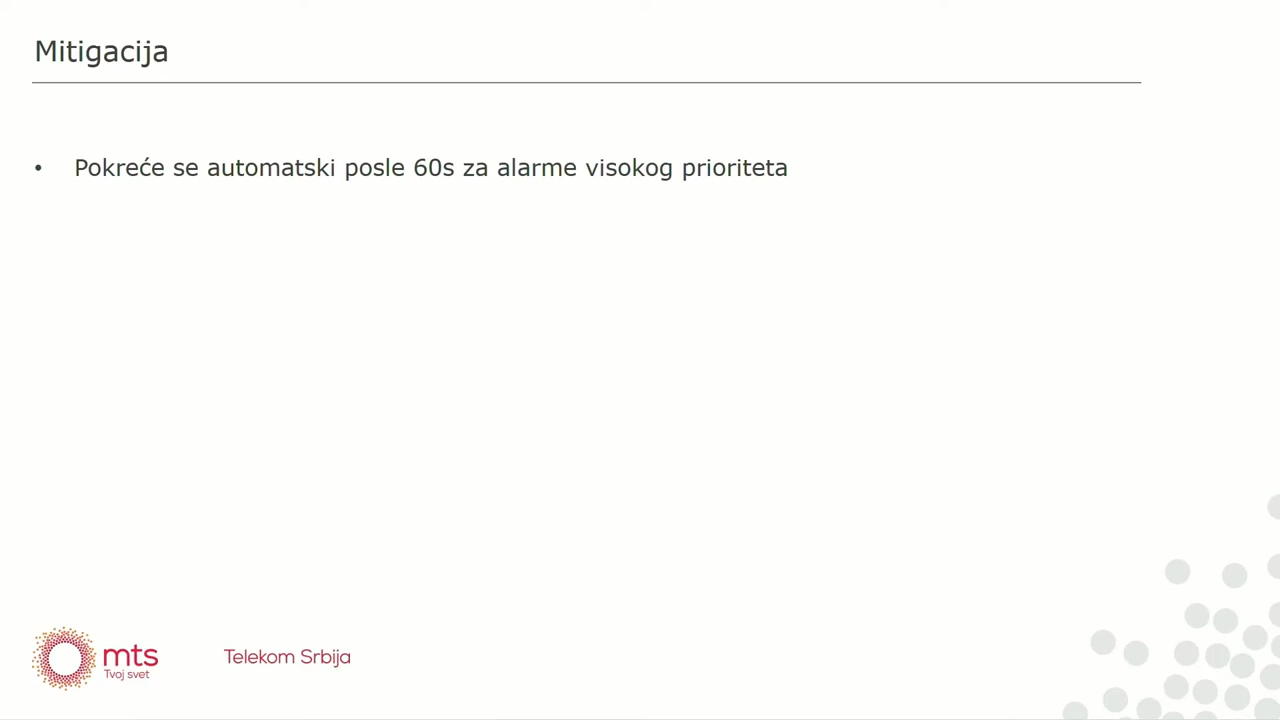 Mitigacija
• Pokreće se automatski posle 60s za alarme visokog prioriteta
mts
Tvoj svet
Telekom Srbija